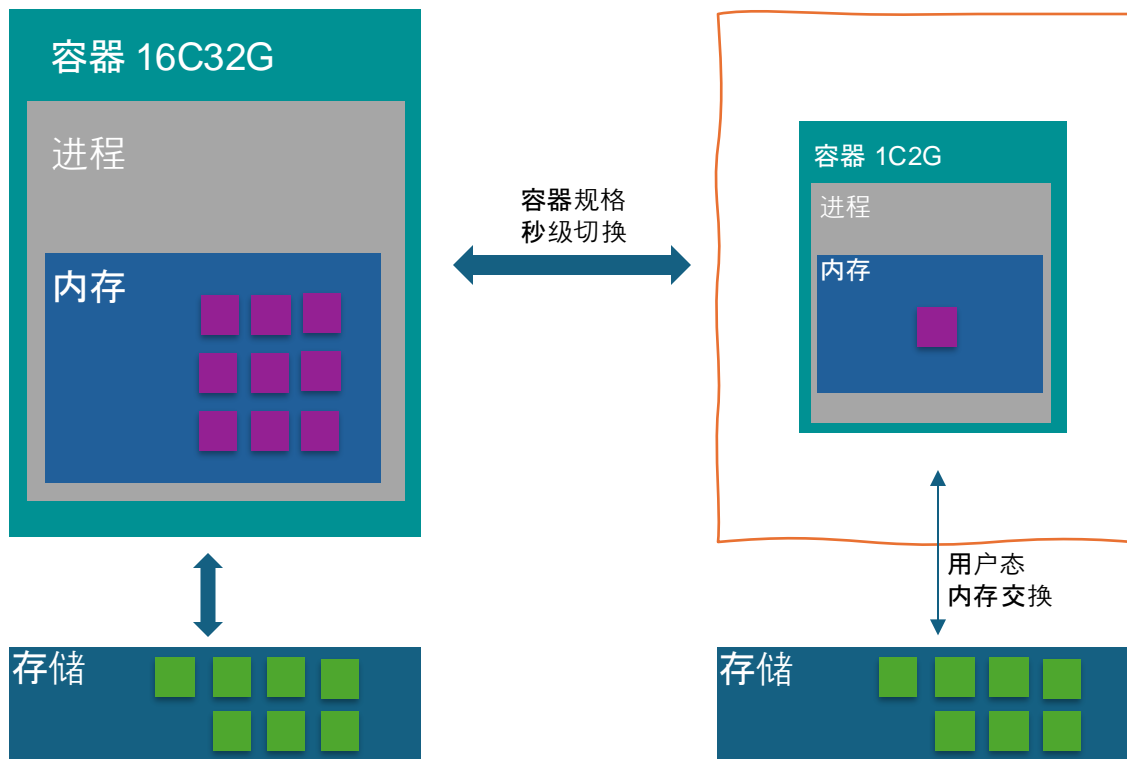 容器 16C32G
进程
内存
存储
容器规格
秒级切换
容器 1C2G
进程
内存
用户态
内存交换
存储